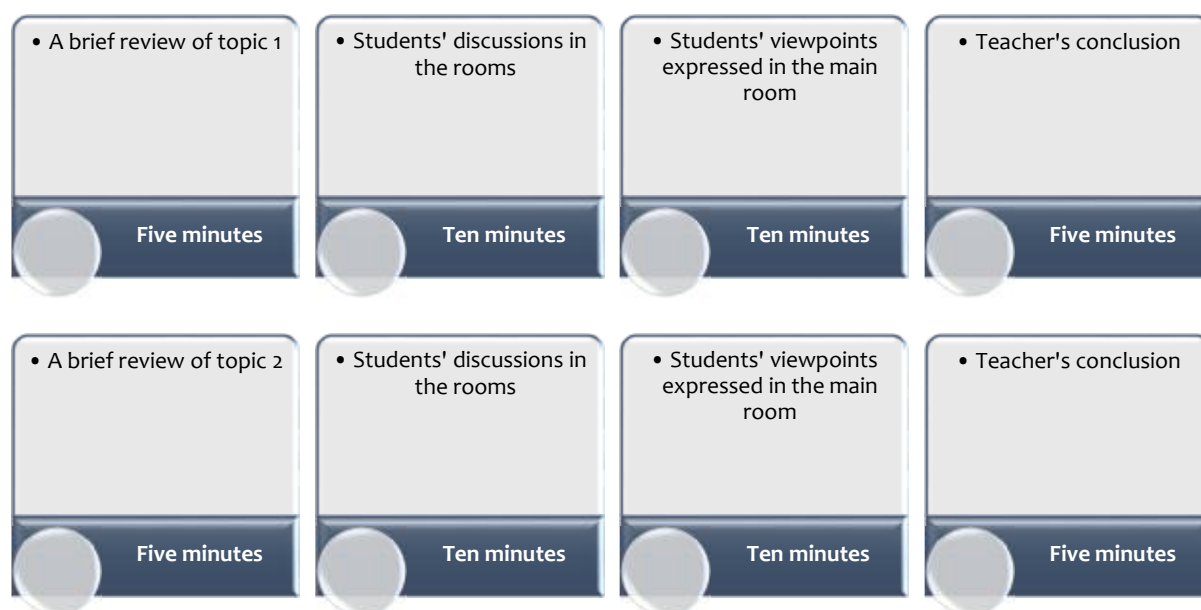 • A brief review of topic 1
• Students' discussions in
the rooms
• Students' viewpoints
expressed in the main
room
• Teacher's conclusion
Five minutes
Ten minutes
Ten minutes
Five minutes
• A brief review of topic 2
• Students' discussions in
the rooms
• Students' viewpoints
expressed in the main
room
• Teacher's conclusion
Five minutes
Ten minutes
Ten minutes
Five minutes